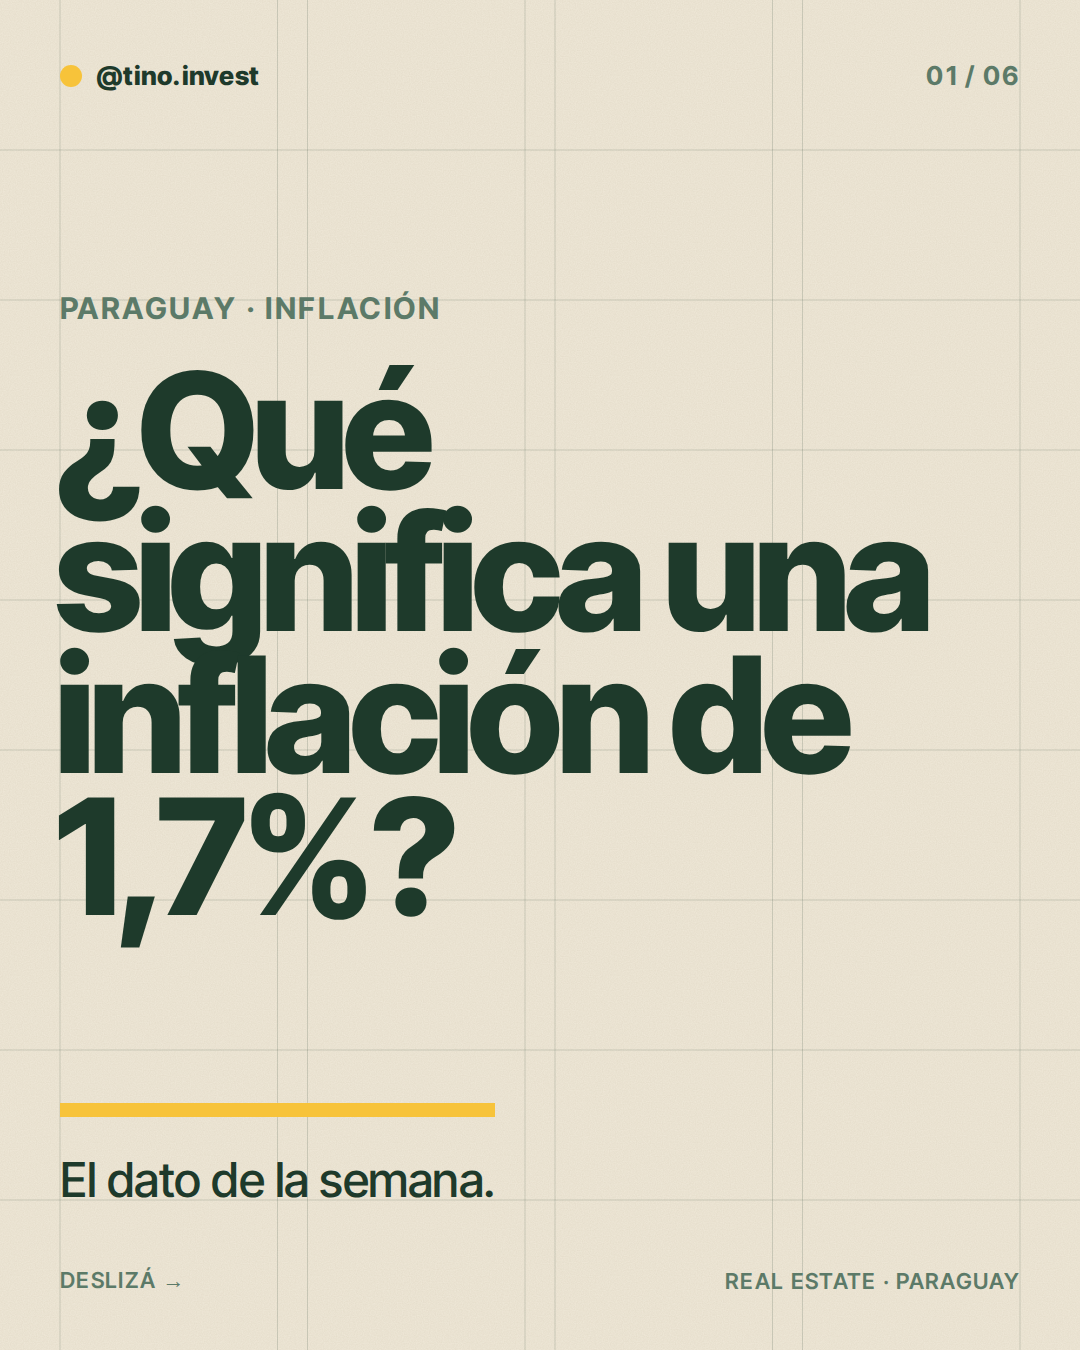 @tino.invest
01 / 06
PARAGUAY · INFLACIÓN
¿Qué
significa una
inflación de
1,7%?
El dato de la semana.
DESLIZÁ →
REAL ESTATE · PARAGUAY